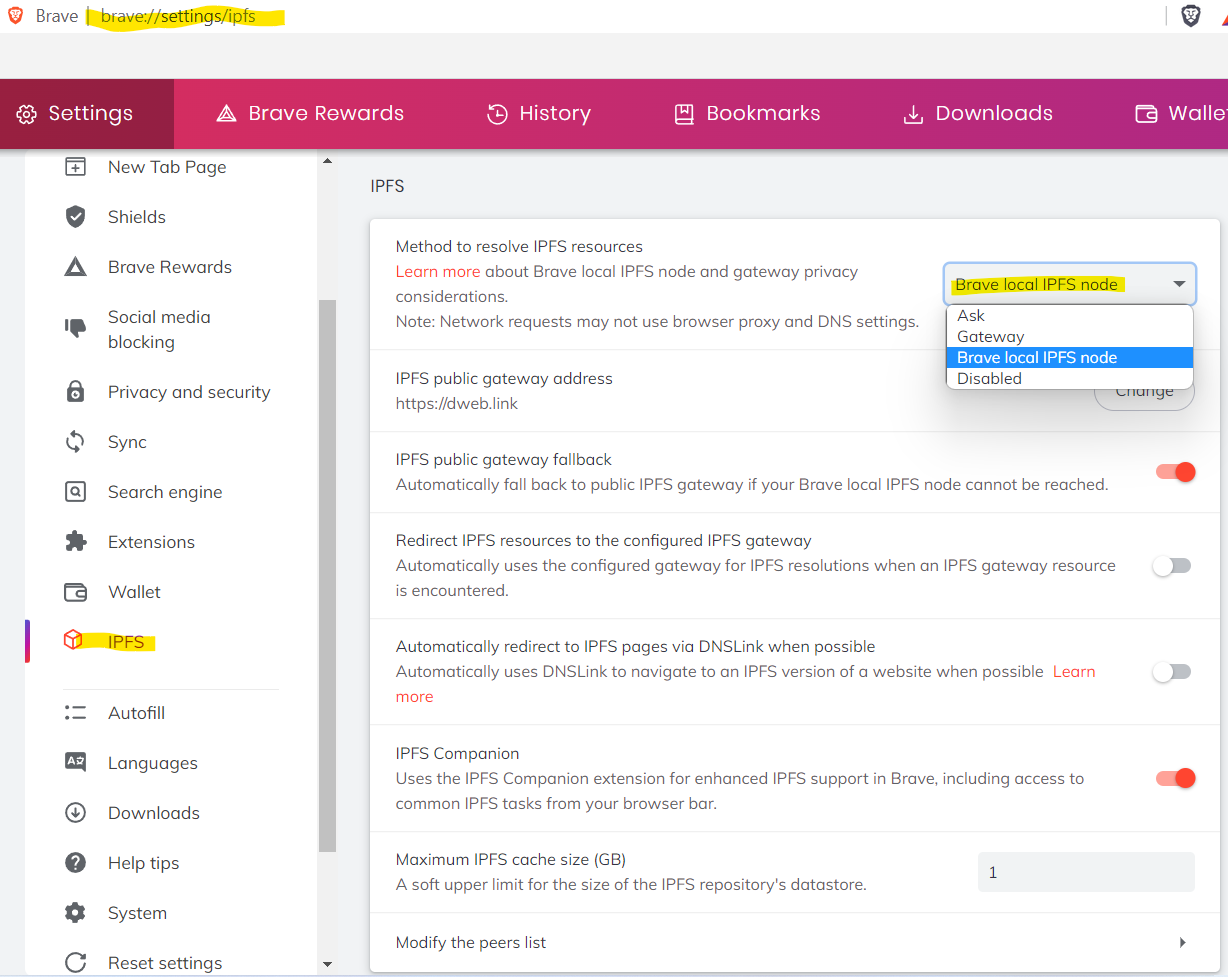 Brave | brave://settings/ipfs
Settings
Brave Rewards
History
Bookmarks
Downloads
New Tab Page
Shields
Brave Rewards
Social media
blocking
Privacy and security
Sync
Search engine
Extensions
Wallet
IPFS
Autofill
Languages
Downloads
Help tips
System
Reset settings
IPFS
Method to resolve IPFS resources
Learn more about Brave local IPFS node and gateway privacy
considerations.
Note: Network requests may not use browser proxy and DNS settings.
Brave local IPFS node
Ask
Gateway
Brave local IPFS node
Disabled
IPFS public gateway address
https://dweb.link
Change
IPFS public gateway fallback
Automatically fall back to public IPFS gateway if your Brave local IPFS node cannot be reached.
Redirect IPFS resources to the configured IPFS gateway
Automatically uses the configured gateway for IPFS resolutions when an IPFS gateway resource
is encountered.
Automatically redirect to IPFS pages via DNSLink when possible
Automatically uses DNSLink to navigate to an IPFS version of a website when possible Learn
more
IPFS Companion
Uses the IPFS Companion extension for enhanced IPFS support in Brave, including access to
common IPFS tasks from your browser bar.
Maximum IPFS cache size (GB)
A soft upper limit for the size of the IPFS repository's datastore.
1
Modify the peers list